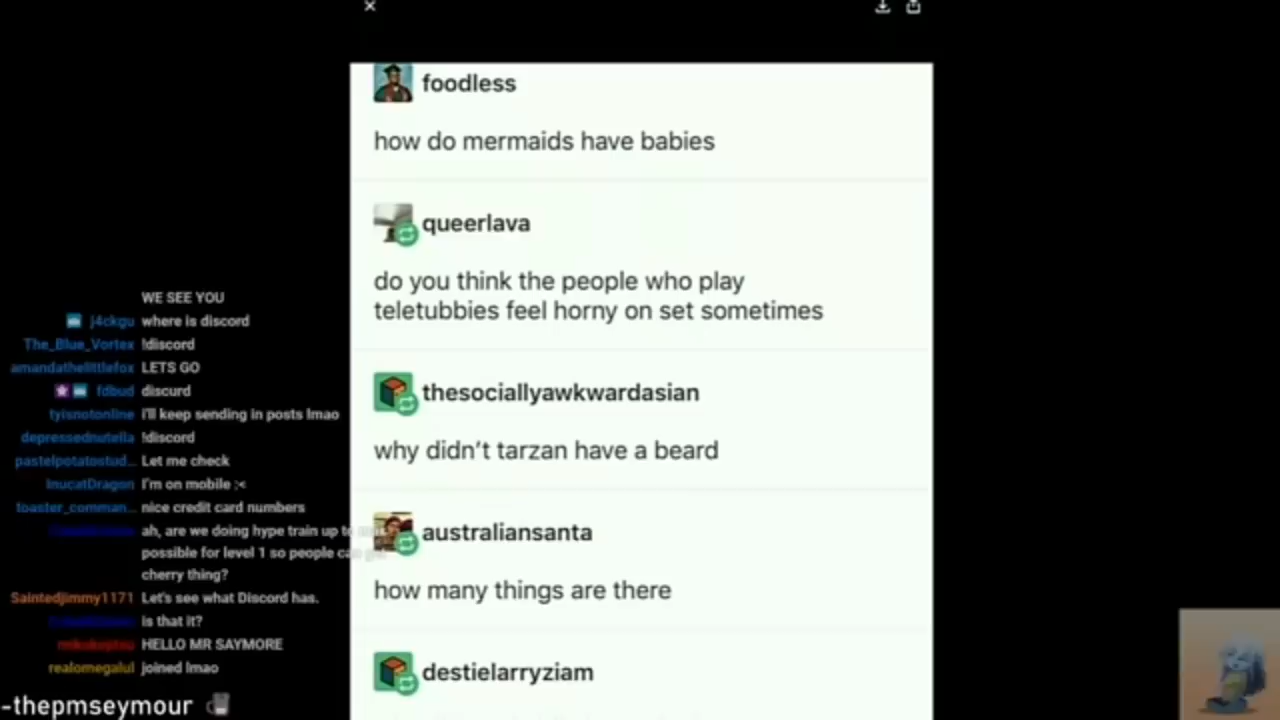 foodless
how do mermaids have babies
queerlava
do you think the people who play
teletubbies feel horny on set sometimes
thesociallyawkwardasian
why didn't tarzan have a beard
australiansanta
how many things are there
destielarryziam
WE SEE YOU
j4ckgu where is discord
The_Blue_Vortex !discord
amandathelittlefox LETS GO
fdbud discurd
tyisnotonline i'll keep sending in posts lmao
depressednutella !discord
pastelpotatostud... Let me check
InucatDragon I'm on mobile :<
toaster_comman... nice credit card numbers
ah, are we doing hype train up to
possible for level 1 so people can
cherry thing?
Saintedjimmy1171 Let's see what Discord has.
is that it?
HELLO MR SAYMORE
realomegalul joined lmao
-thepmseymour